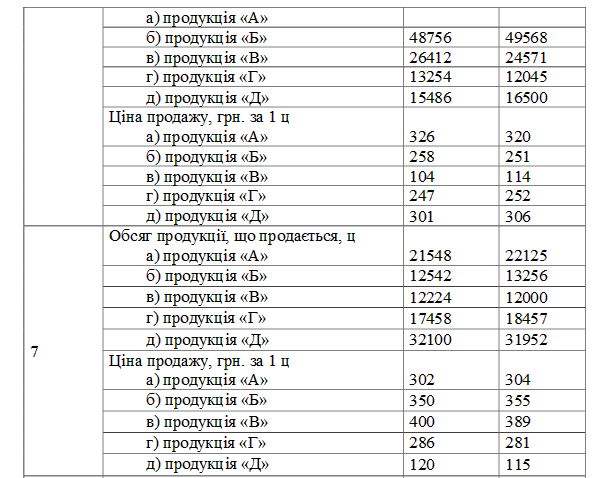 а) продукція «А»
б) продукція «Б» 48756 49568
в) продукція «В» 26412 24571
г) продукція «Г» 13254 12045
д) продукція «Д» 15486 16500
Ціна продажу, грн. за 1 ц
а) продукція «А» 326 320
б) продукція «Б» 258 251
в) продукція «В» 104 114
г) продукція «Г» 247 252
д) продукція «Д» 301 306
Обсяг продукції, що продається, ц
а) продукція «А» 21548 22125
б) продукція «Б» 12542 13256
в) продукція «В» 12224 12000
г) продукція «Г» 17458 18457
д) продукція «Д» 32100 31952
7
Ціна продажу, грн. за 1 ц
а) продукція «А» 302 304
б) продукція «Б» 350 355
в) продукція «В» 400 389
г) продукція «Г» 286 281
д) продукція «Д» 120 115